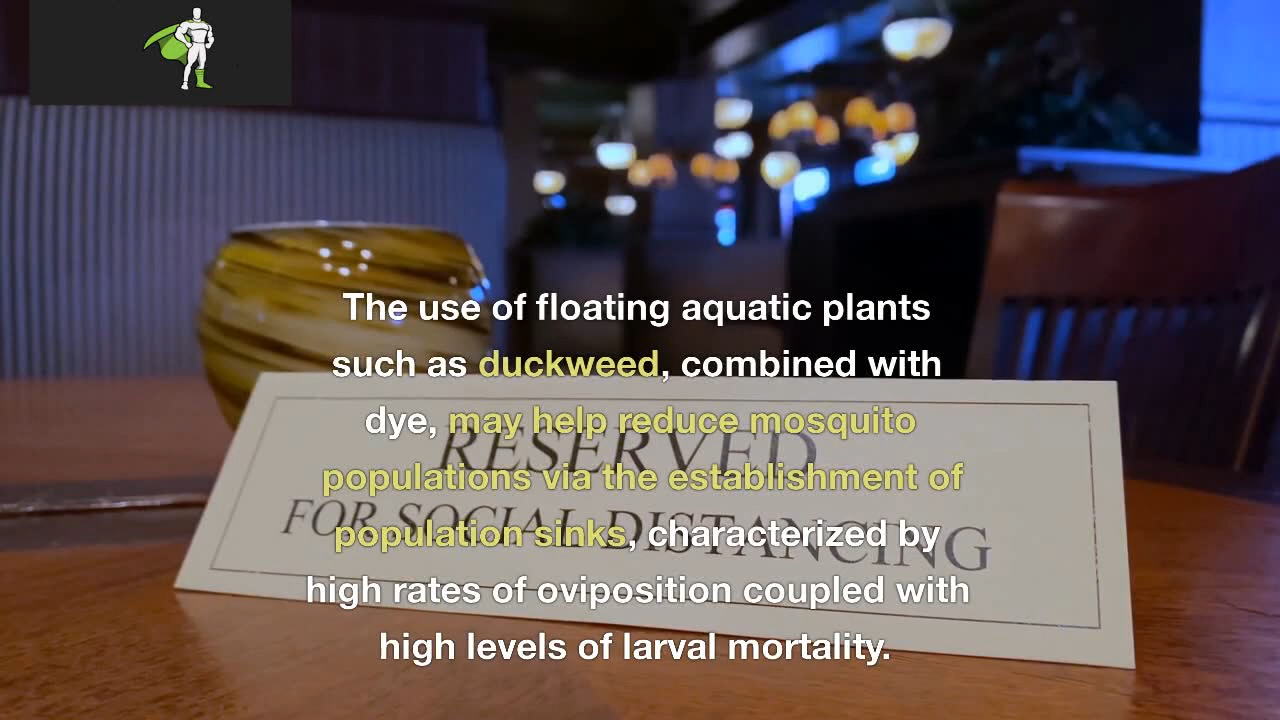 The use of floating aquatic plants
such as duckweed, combined with
dye, may help reduce mosquito
populations via the establishment of
population sinks, characterized by
high rates of oviposition coupled with
high levels of larval mortality.
RESERVED
FOR SOCIAL DISTANCING